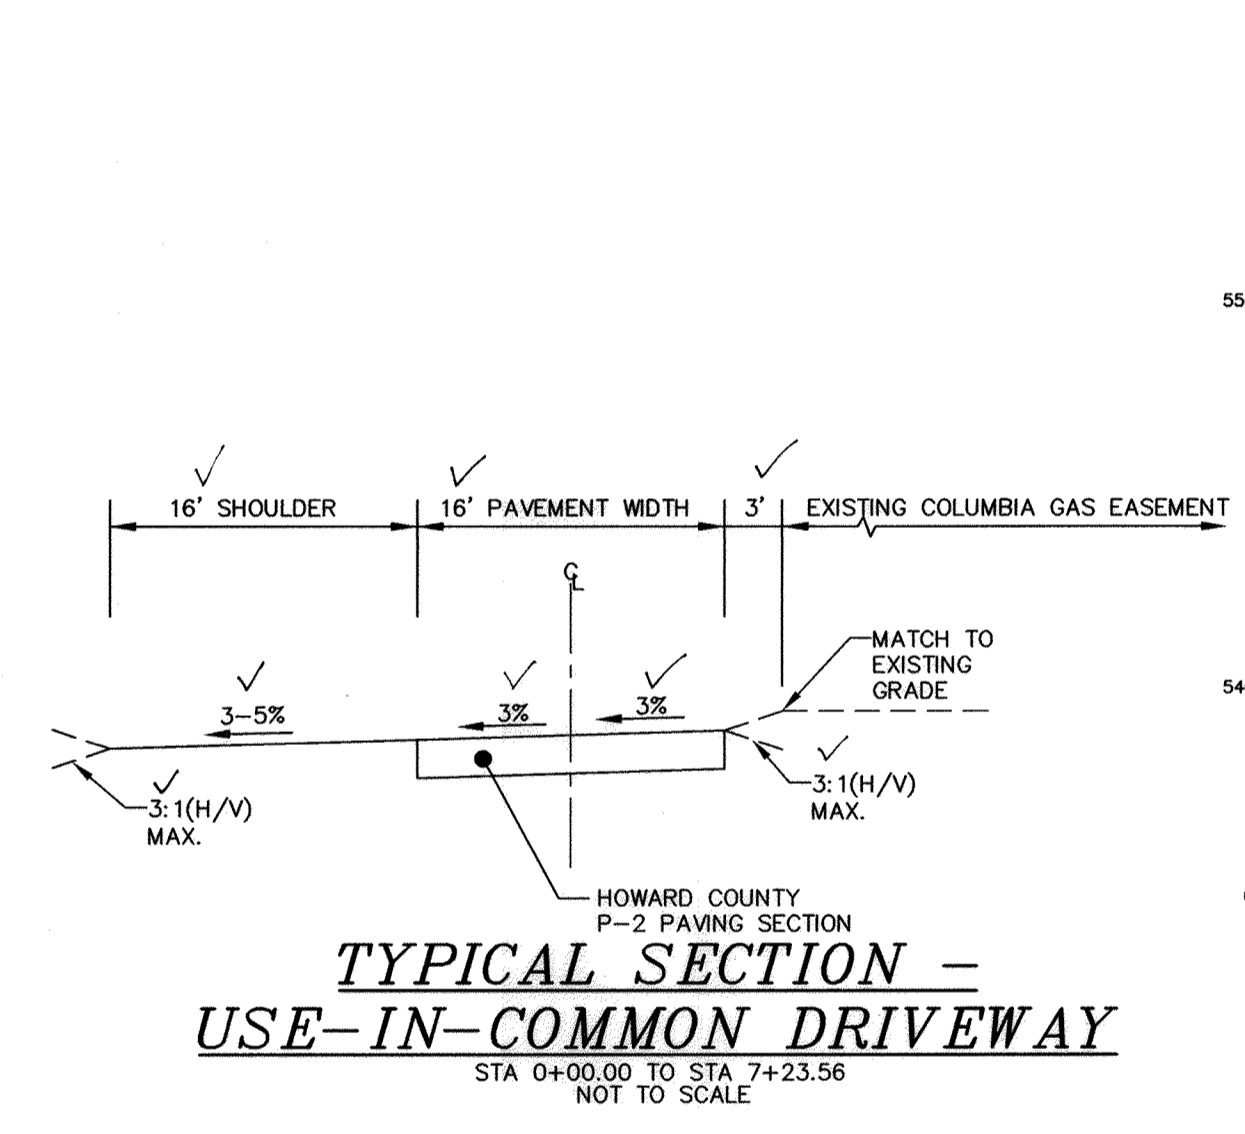 55
16' SHOULDER
16' PAVEMENT WIDTH
3'
EXISTING COLUMBIA GAS EASEMENT
CL
MATCH TO
EXISTING
GRADE
54
3-5%
3%
3%
3:1(H/V)
MAX.
3:1(H/V)
MAX.
HOWARD COUNTY
P-2 PAVING SECTION
TYPICAL SECTION -
USE-IN-COMMON DRIVEWAY
STA 0+00.00 TO STA 7+23.56
NOT TO SCALE